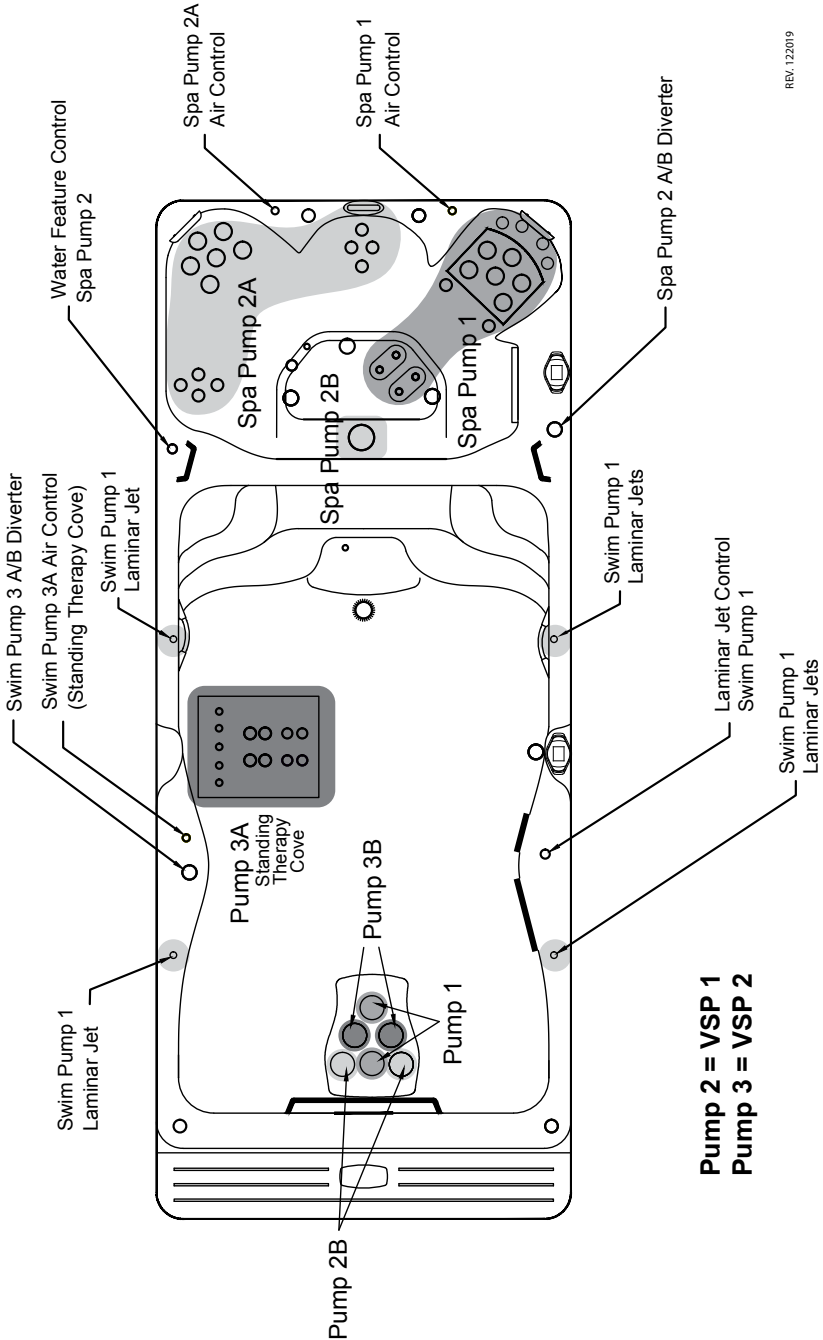 Water Feature Control
Spa Pump 2
Spa Pump 2A
Air Control
Spa Pump 1
Air Control
Spa Pump 2 A/B Diverter
Swim Pump 3 A/B Diverter
Swim Pump 3A Air Control
(Standing Therapy Cove)
Swim Pump 1
Laminar Jet
Swim Pump 1
Laminar Jet
Spa Pump 2A
Spa Pump 2B
Spa Pump 1
Pump 3A
Standing
Therapy
Cove
Pump 3B
Pump 1
Pump 2B
Swim Pump 1
Laminar Jets
Laminar Jet Control
Swim Pump 1
Swim Pump 1
Laminar Jets
Pump 2 = VSP 1
Pump 3 = VSP 2
REV. 122019